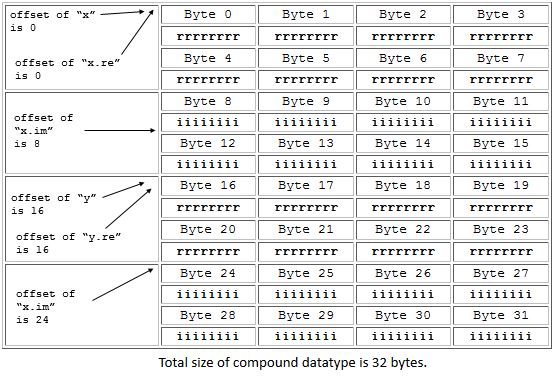 offset of “x”
is 0
offset of “x.re”
is 0
Byte 0 Byte 1 Byte 2 Byte 3
rrrrrrrr rrrrrrrr rrrrrrrr rrrrrrrr
Byte 4 Byte 5 Byte 6 Byte 7
rrrrrrrr rrrrrrrr rrrrrrrr rrrrrrrr
offset of
“x.im”
is 8
Byte 8 Byte 9 Byte 10 Byte 11
iiiiiiii iiiiiiii iiiiiiii iiiiiiii
Byte 12 Byte 13 Byte 14 Byte 15
iiiiiiii iiiiiiii iiiiiiii iiiiiiii
offset of “y”
is 16
offset of “y.re”
is 16
Byte 16 Byte 17 Byte 18 Byte 19
rrrrrrrr rrrrrrrr rrrrrrrr rrrrrrrr
Byte 20 Byte 21 Byte 22 Byte 23
rrrrrrrr rrrrrrrr rrrrrrrr rrrrrrrr
offset of
“x.im”
is 24
Byte 24 Byte 25 Byte 26 Byte 27
iiiiiiii iiiiiiii iiiiiiii iiiiiiii
Byte 28 Byte 29 Byte 30 Byte 31
iiiiiiii iiiiiiii iiiiiiii iiiiiiii
Total size of compound datatype is 32 bytes.